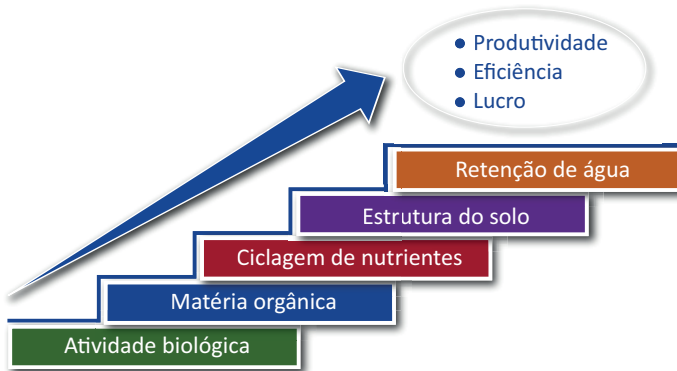 • Produtividade
• Eficiência
• Lucro
Retenção de água
Estrutura do solo
Ciclagem de nutrientes
Matéria orgânica
Atividade biológica